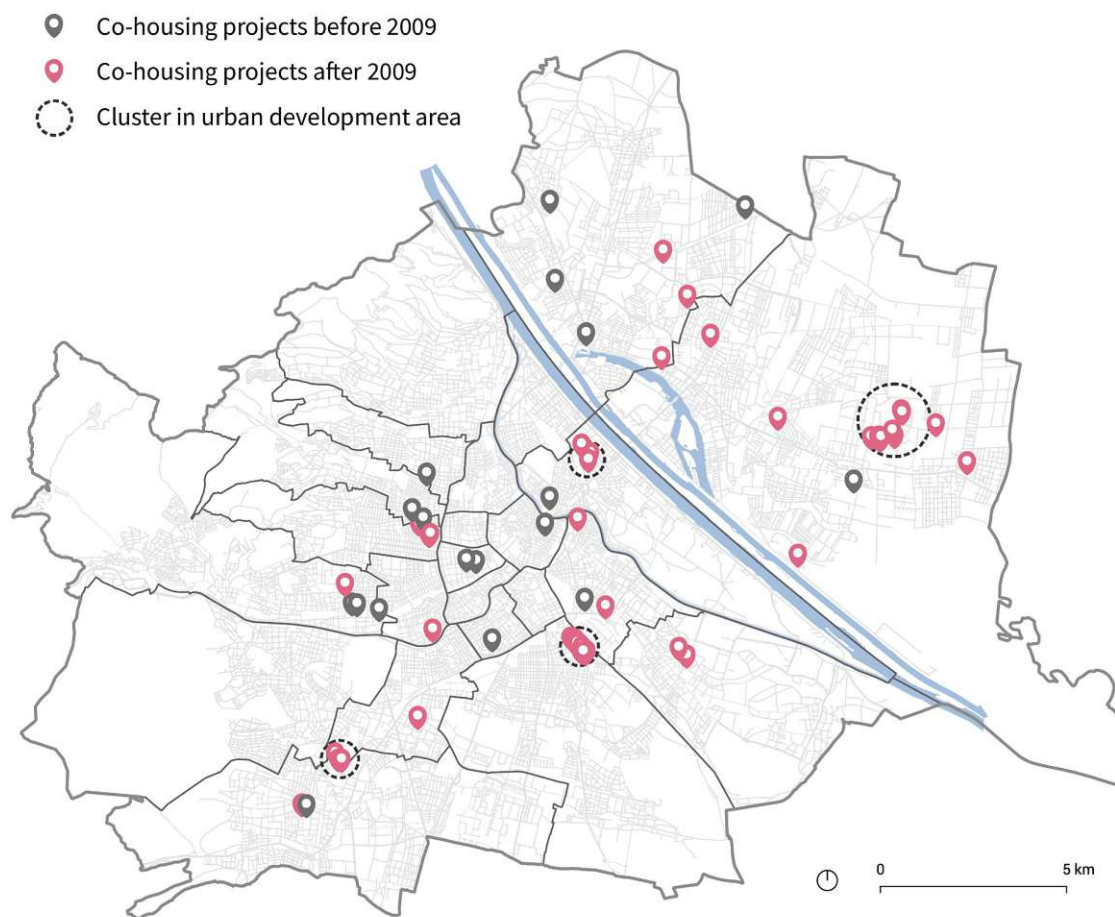 Co-housing projects before 2009
Co-housing projects after 2009
Cluster in urban development area
0 5 km